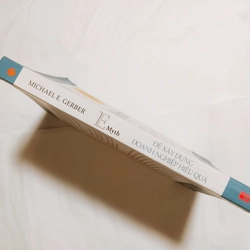 MICHAEL E. GERBER
E
Myth
ĐỂ XÂY DỰNG
DOANH NGHIỆP HIỆU QUẢ